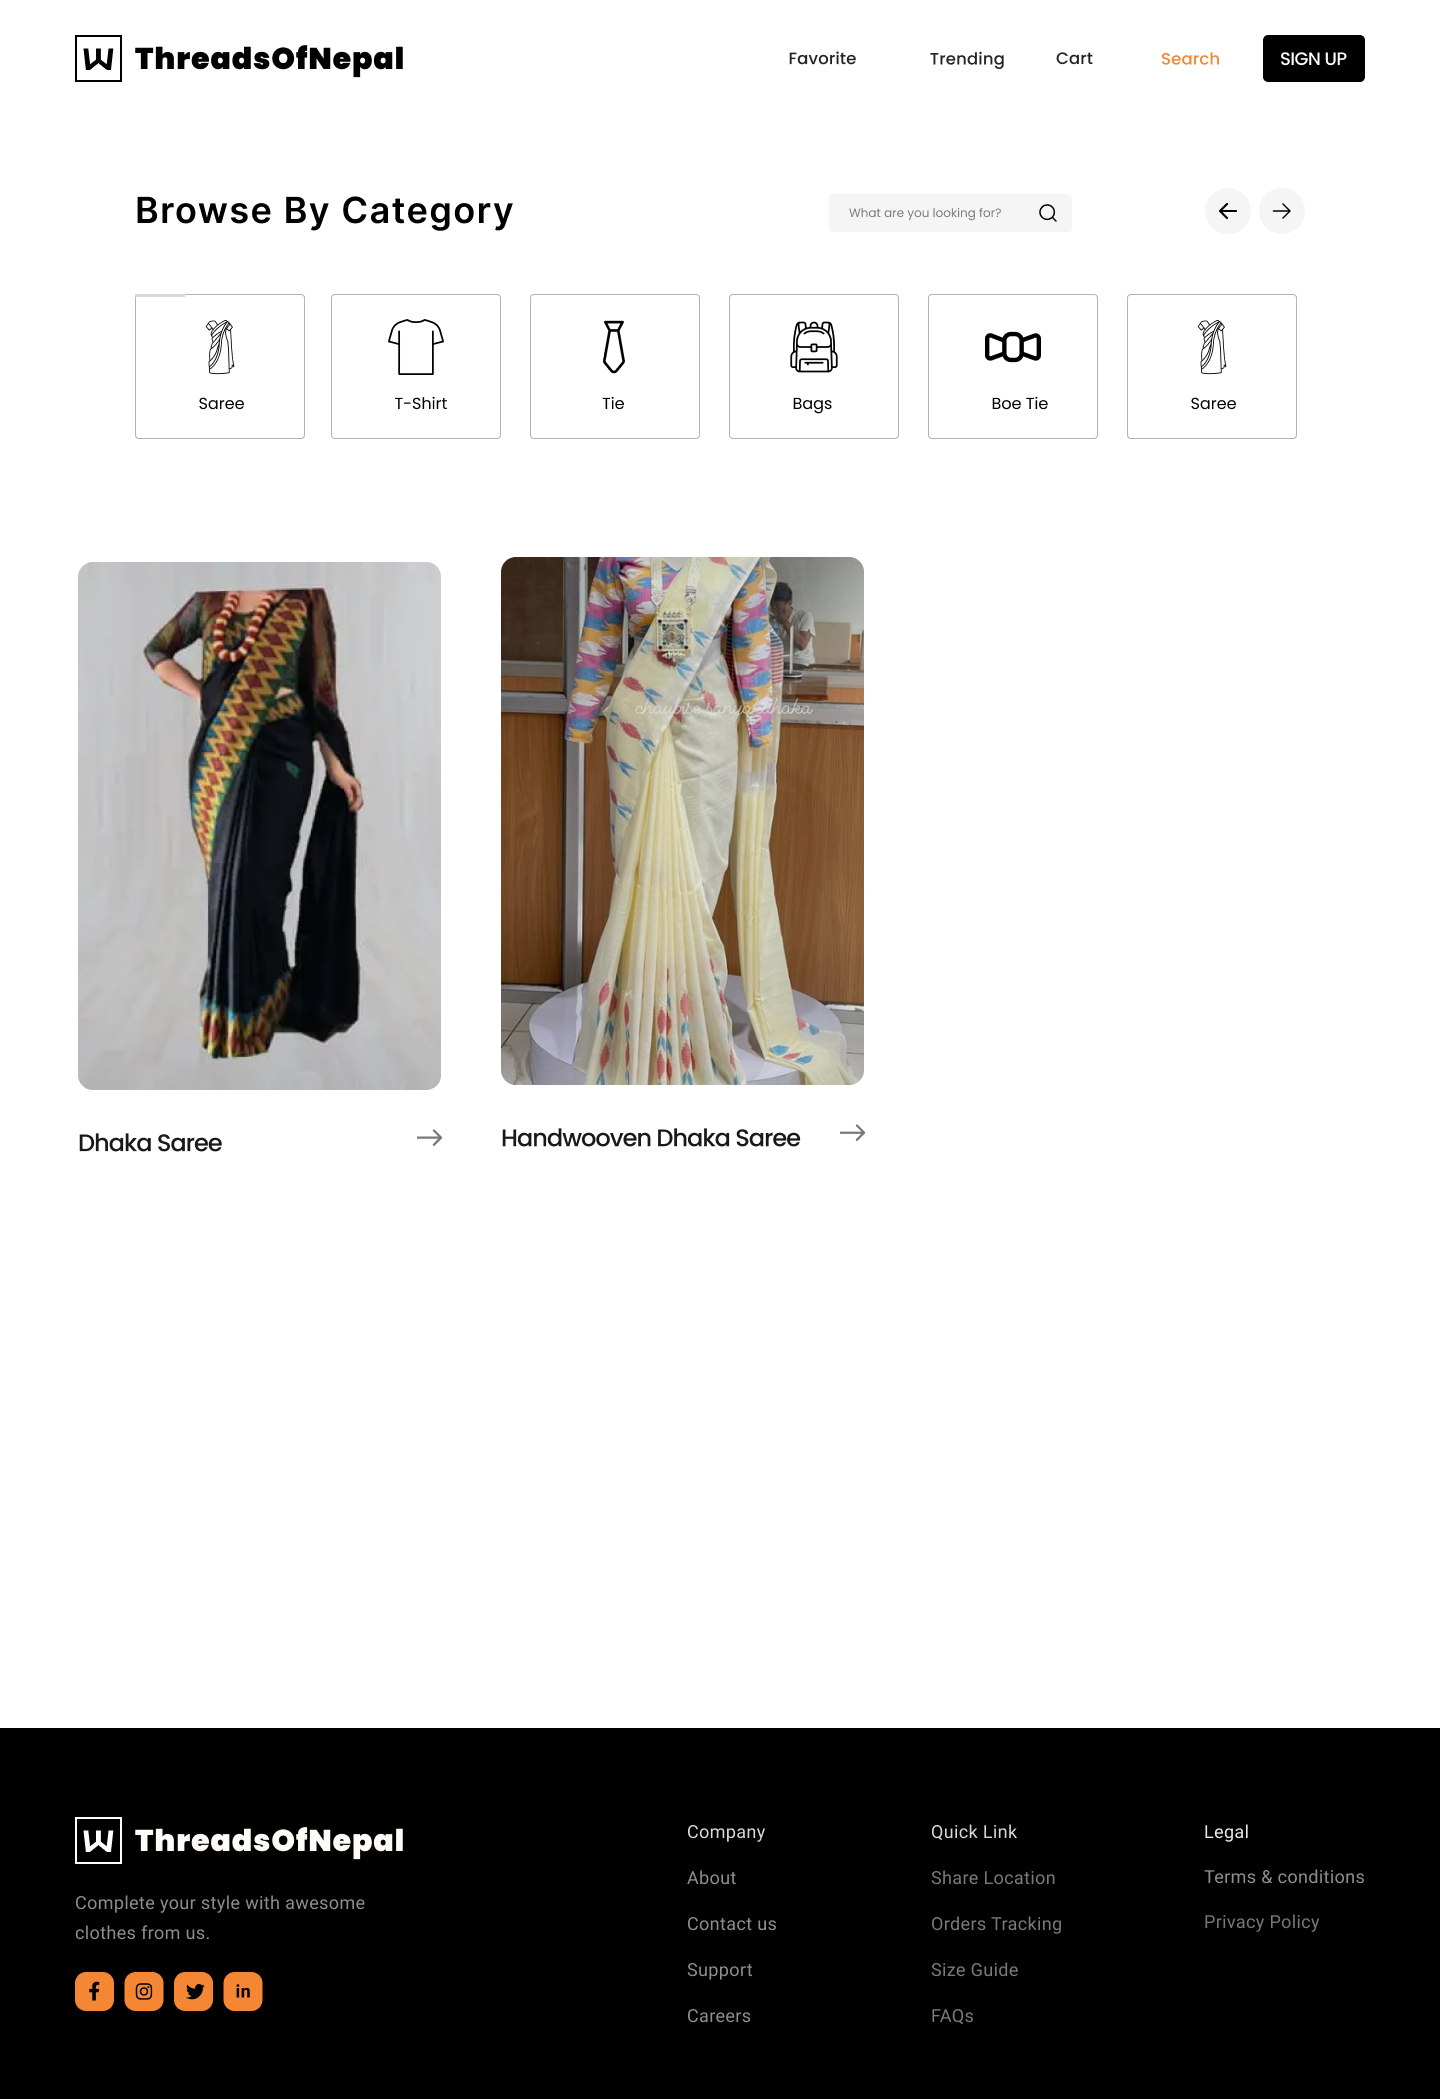 W ThreadsOfNepal
Favorite Trending Cart Search SIGN UP
Browse By Category
What are you looking for?
Saree T-Shirt Tie Bags Boe Tie Saree
Dhaka Saree
Handwooven Dhaka Saree
W ThreadsOfNepal
Complete your style with awesome
clothes from us.
in
Company
About
Contact us
Support
Careers
Quick Link
Share Location
Orders Tracking
Size Guide
FAQs
Legal
Terms & conditions
Privacy Policy